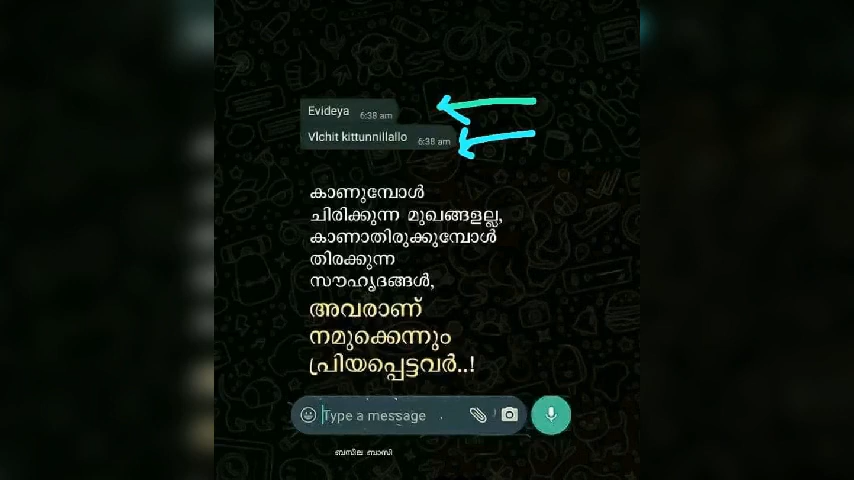 Evideya 6:38 am
Vlchit kittunnillallo 6:38 am
കാണുമ്പോൾ
ചിരിക്കുന്ന മുഖങ്ങളല്ല,
കാണാതിരുക്കുമ്പോൾ
തിരക്കുന്ന
സൗഹൃദങ്ങൾ,
അവരാണ്
നമുക്കെന്നും
പ്രിയപ്പെട്ടവർ..!
Type a message
ബസില ബാസി